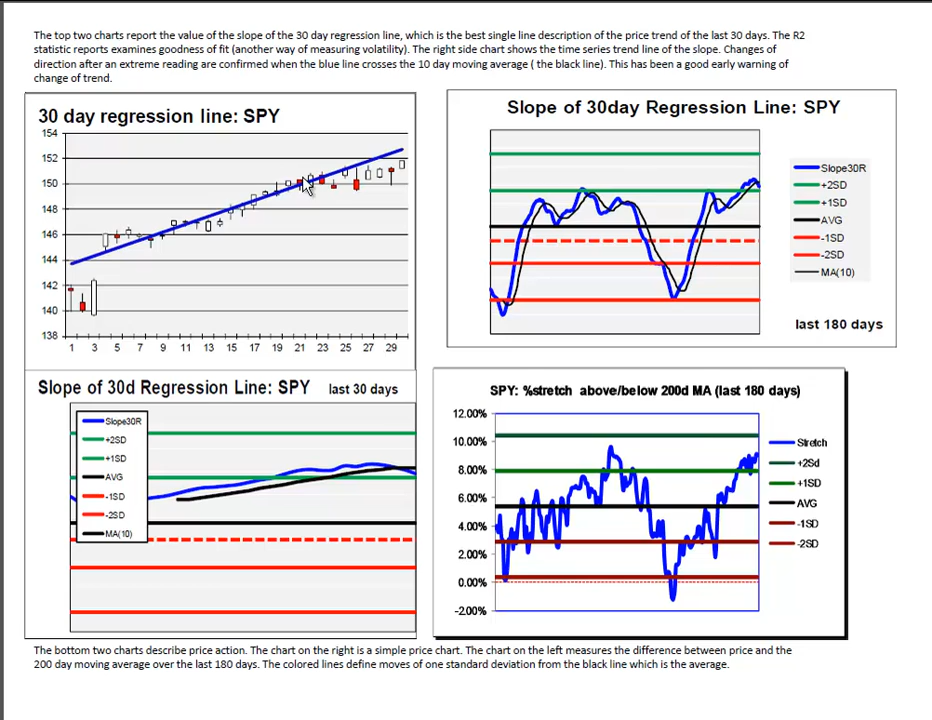 The top two charts report the value of the slope of the 30 day regression line, which is the best single line description of the price trend of the last 30 days. The R2
statistic reports examines goodness of fit (another way of measuring volatility). The right side chart shows the time series trend line of the slope. Changes of
direction after an extreme reading are confirmed when the blue line crosses the 10 day moving average ( the black line). This has been a good early warning of
change of trend.
30 day regression line: SPY
154
152
150
148
146
144
142
140
138
1 3 5 7 9 11 13 15 17 19 21 23 25 27 29
Slope of 30day Regression Line: SPY
Slope30R
+2SD
+1SD
AVG
-1SD
-2SD
MA(10)
last 180 days
Slope of 30d Regression Line: SPY last 30 days
Slope30R
+2SD
+1SD
AVG
-1SD
-2SD
MA(10)
SPY: %stretch above/below 200d MA (last 180 days)
12.00%
10.00%
8.00%
6.00%
4.00%
2.00%
0.00%
-2.00%
Stretch
+2Sd
+1SD
AVG
-1SD
-2SD
The bottom two charts describe price action. The chart on the right is a simple price chart. The chart on the left measures the difference between price and the
200 day moving average over the last 180 days. The colored lines define moves of one standard deviation from the black line which is the average.